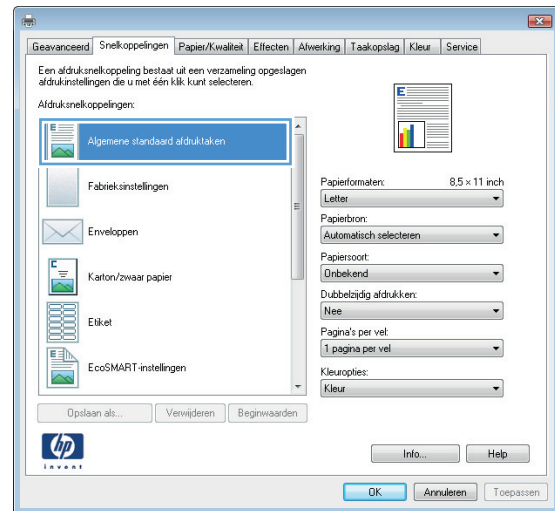 Geavanceerd Snelkoppelingen Papier/Kwaliteit Effecten Afwerking Taakopslag Kleur Service
Een afdruksnelkoppeling bestaat uit een verzameling opgeslagen
afdrukinstellingen die u met één klik kunt selecteren.
Afdruksnelkoppelingen:
Algemene standaard afdruktaken
Fabrieksinstellingen
Enveloppen
Karton/zwaar papier
Etiket
EcoSMART-instellingen
Opslaan als... Verwijderen Beginwaarden
E
Papierformaten: 8,5 × 11 inch
Letter
Papierbron:
Automatisch selecteren
Papiersoort:
Onbekend
Dubbelzijdig afdrukken:
Nee
Pagina's per vel:
1 pagina per vel
Kleuropties:
Kleur
hp
invent
Info... Help
OK Annuleren Toepassen